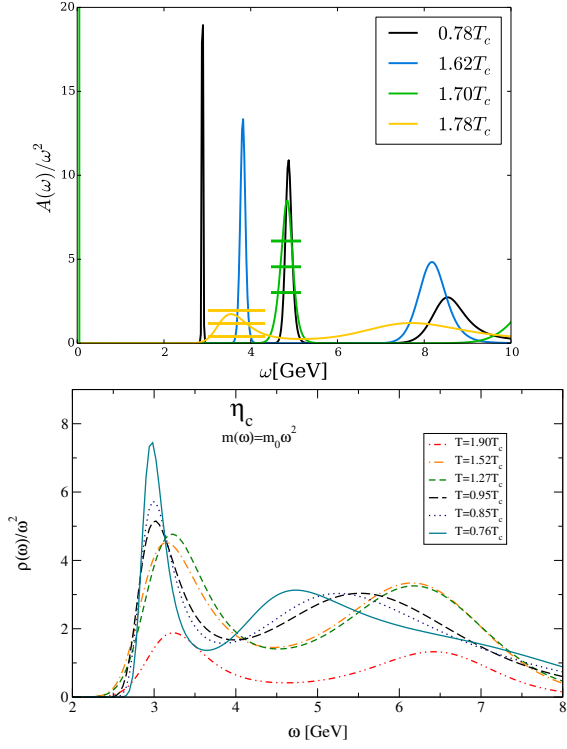 20
15
10
5
0
A(ω)/ω²
0.78T_c
1.62T_c
1.70T_c
1.78T_c
0 2 4 6 8 10
ω[GeV]
8
6
4
2
0
ρ(ω)/ω²
η_c
m(ω)=m₀ω²
T=1.90T_c
T=1.52T_c
T=1.27T_c
T=0.95T_c
T=0.85T_c
T=0.76T_c
2 3 4 5 6 7 8
ω [GeV]